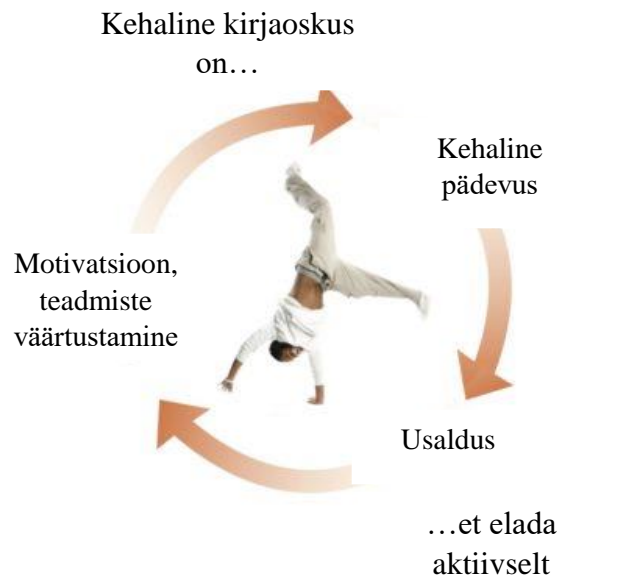 Kehaline kirjaoskus
on…
Kehaline
pädevus
Motivatsioon,
teadmiste
väärtustamine
Usaldus
…et elada
aktiivselt